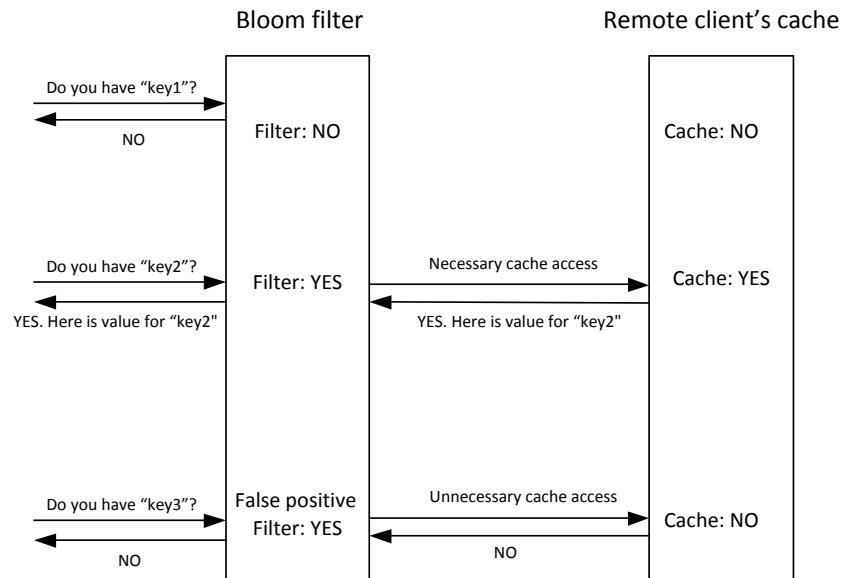 Bloom filter
Remote client's cache
Do you have “key1”?
NO
Filter: NO
Cache: NO
Do you have “key2”?
YES. Here is value for “key2"
Filter: YES
Necessary cache access
YES. Here is value for “key2"
Cache: YES
Do you have “key3”?
NO
False positive
Filter: YES
Unnecessary cache access
NO
Cache: NO